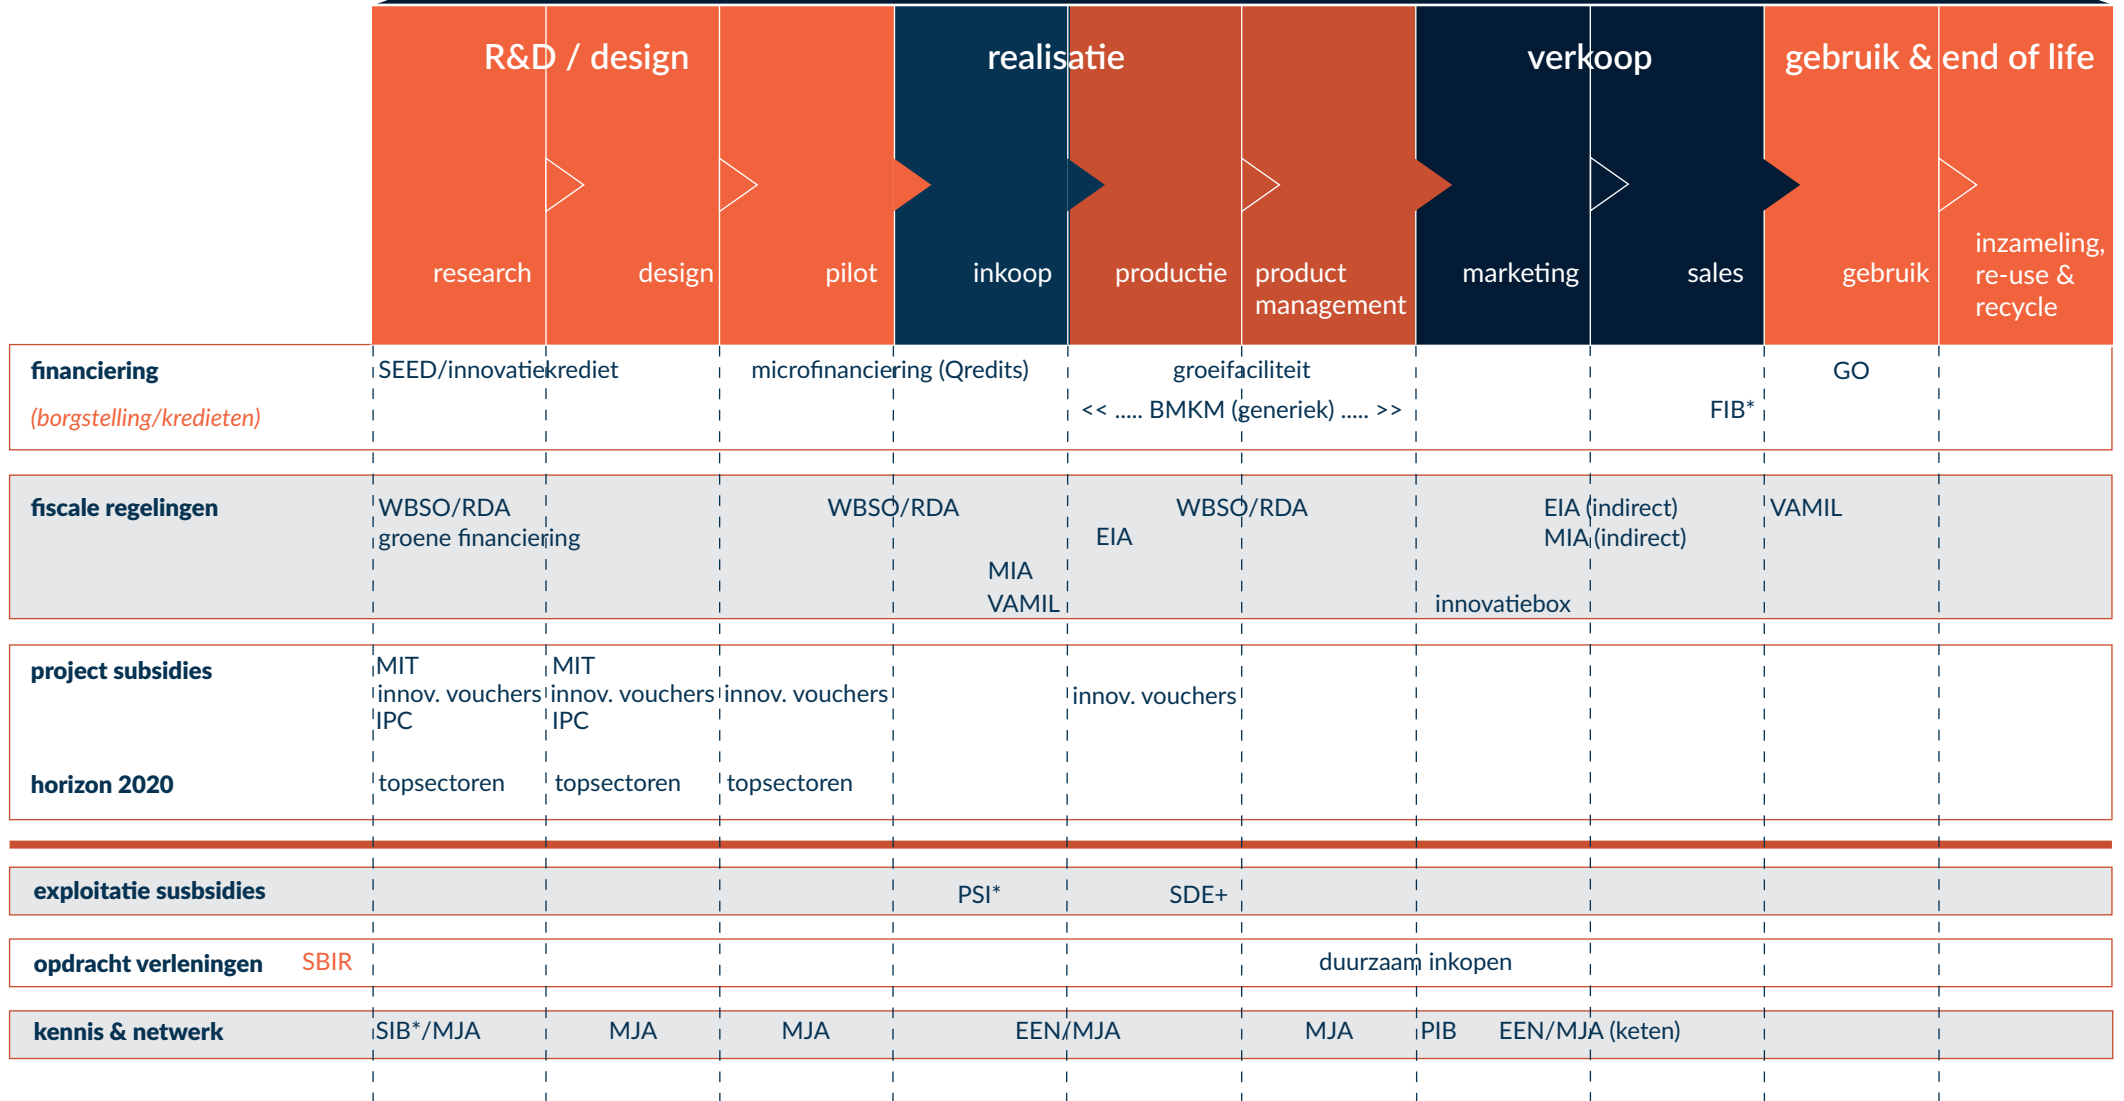 R&D / design realisatie verkoop gebruik & end of life
research design pilot inkoop productie product management marketing sales gebruik inzameling, re-use & recycle
financiering SEED/innovatiekrediet microfinanciering (Qredits) groeifaciliteit GO
(borgstelling/kredieten) << ..... BMKM (generiek) ..... >> FIB*
fiscale regelingen WBSO/RDA WBSO/RDA WBSO/RDA EIA (indirect) VAMIL
groene financiering EIA MIA (indirect)
MIA
VAMIL innovatiebox
project subsidies MIT MIT
innov. vouchers innov. vouchers innov. vouchers innov. vouchers
IPC IPC
horizon 2020 topsectoren topsectoren topsectoren
exploitatie susbsidies PSI* SDE+
opdracht verleningen SBIR duurzaam inkopen
kennis & netwerk SIB*/MJA MJA MJA EEN/MJA MJA PIB EEN/MJA (keten)